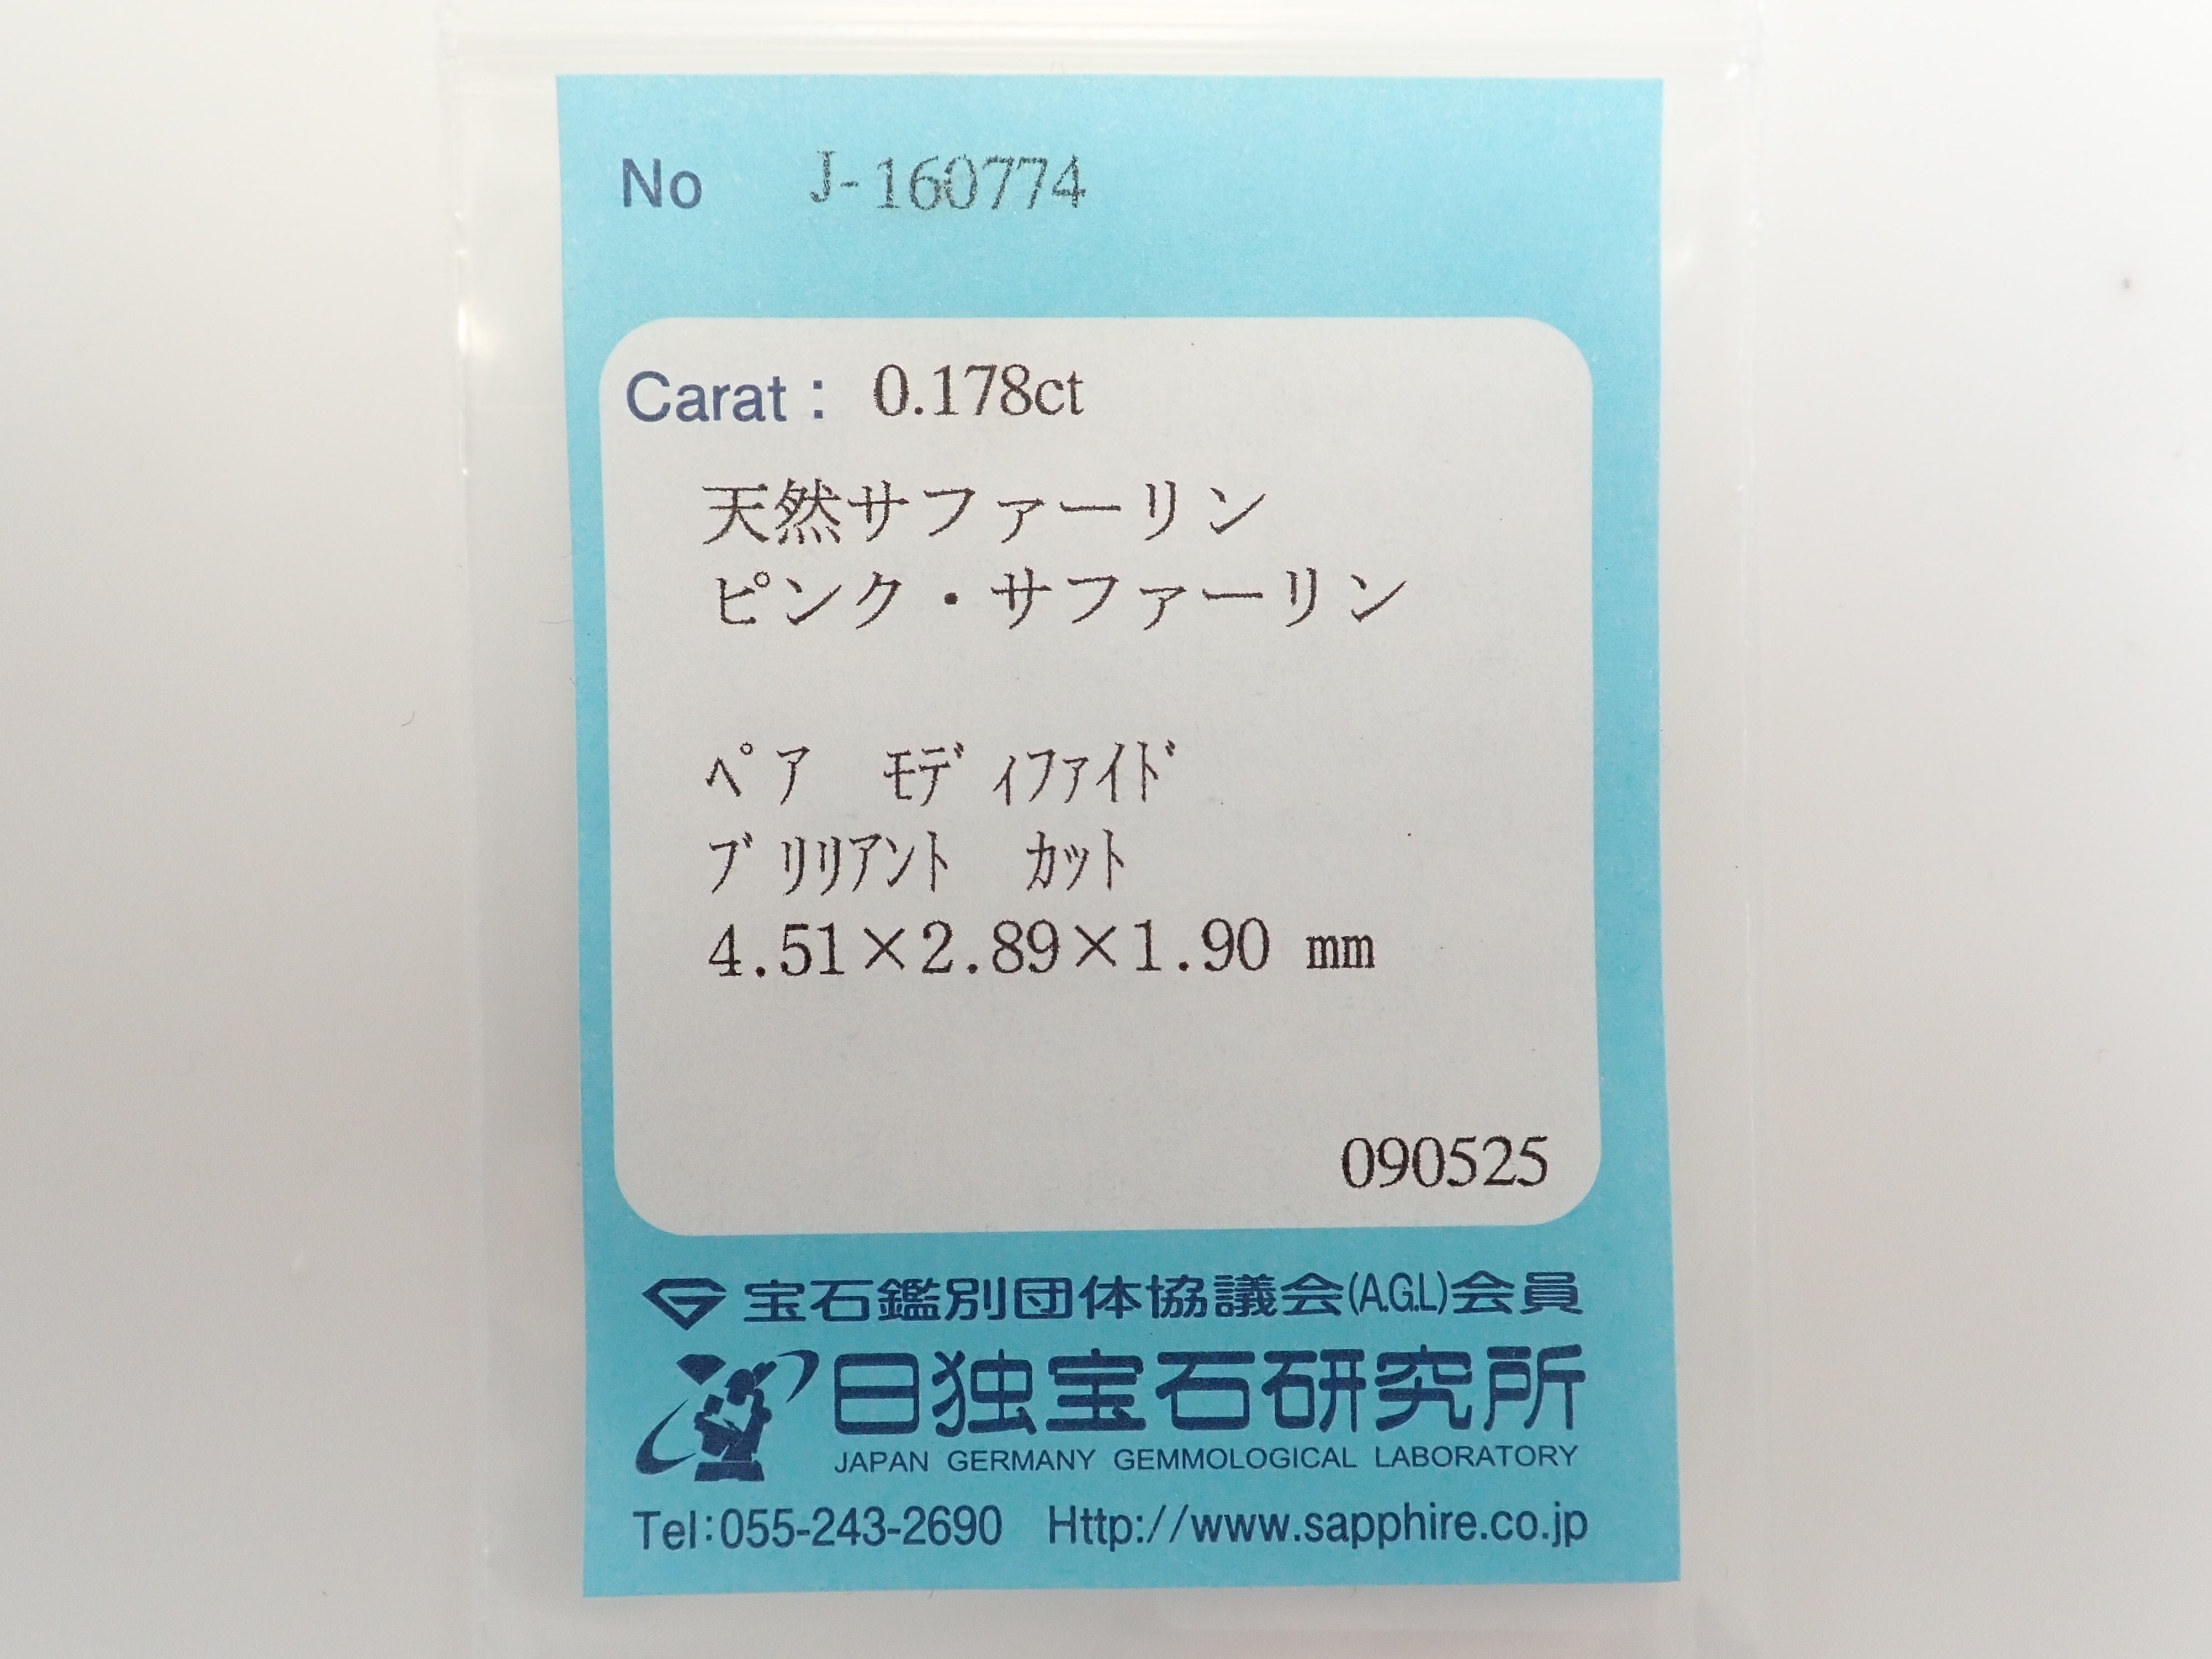 No J-160774
Carat : 0.178ct
天然サファーリン
ピンク・サファーリン
ﾍﾟｱ ﾓﾃﾞｨﾌｧｲﾄﾞ
ﾌﾞﾘﾘｱﾝﾄ ｶｯﾄ
4.51×2.89×1.90 mm
090525
宝石鑑別団体協議会(A.G.L)会員
日独宝石研究所
JAPAN GERMANY GEMMOLOGICAL LABORATORY
Tel:055-243-2690 Http://www.sapphire.co.jp